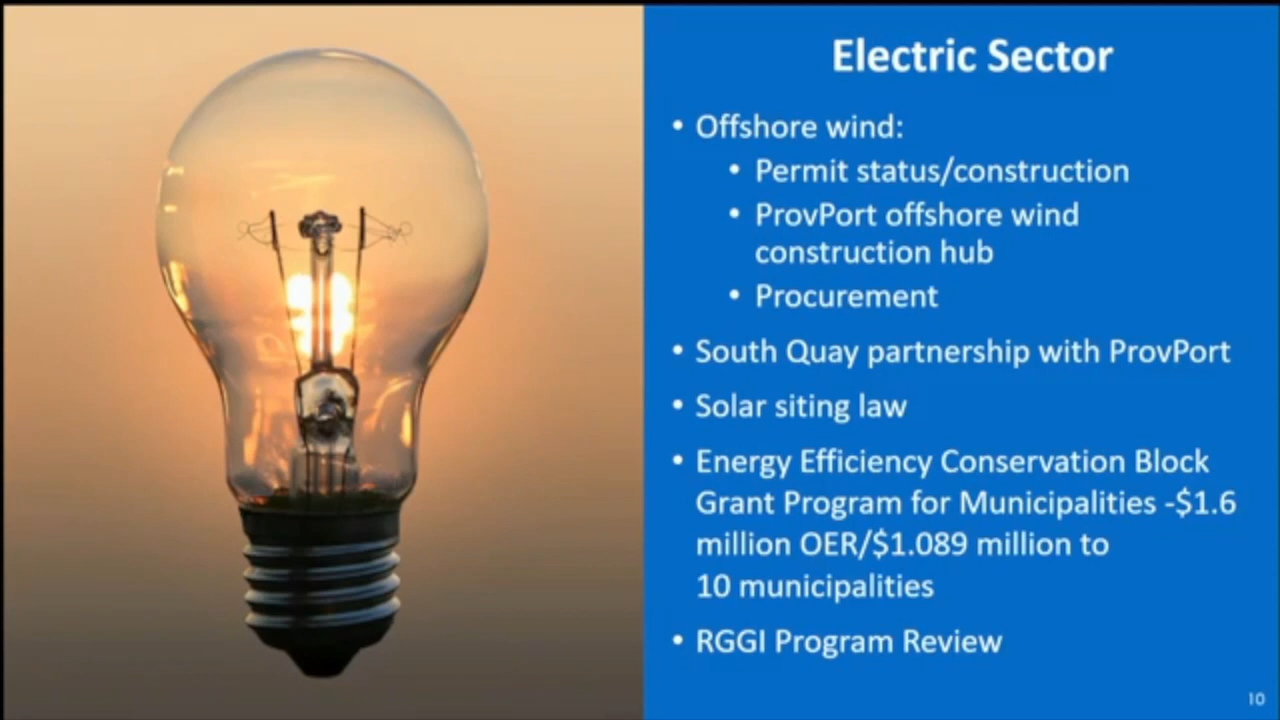 Electric Sector
• Offshore wind:
• Permit status/construction
• ProvPort offshore wind
construction hub
• Procurement
• South Quay partnership with ProvPort
• Solar siting law
• Energy Efficiency Conservation Block
Grant Program for Municipalities -$1.6
million OER/$1.089 million to
10 municipalities
• RGGI Program Review
10